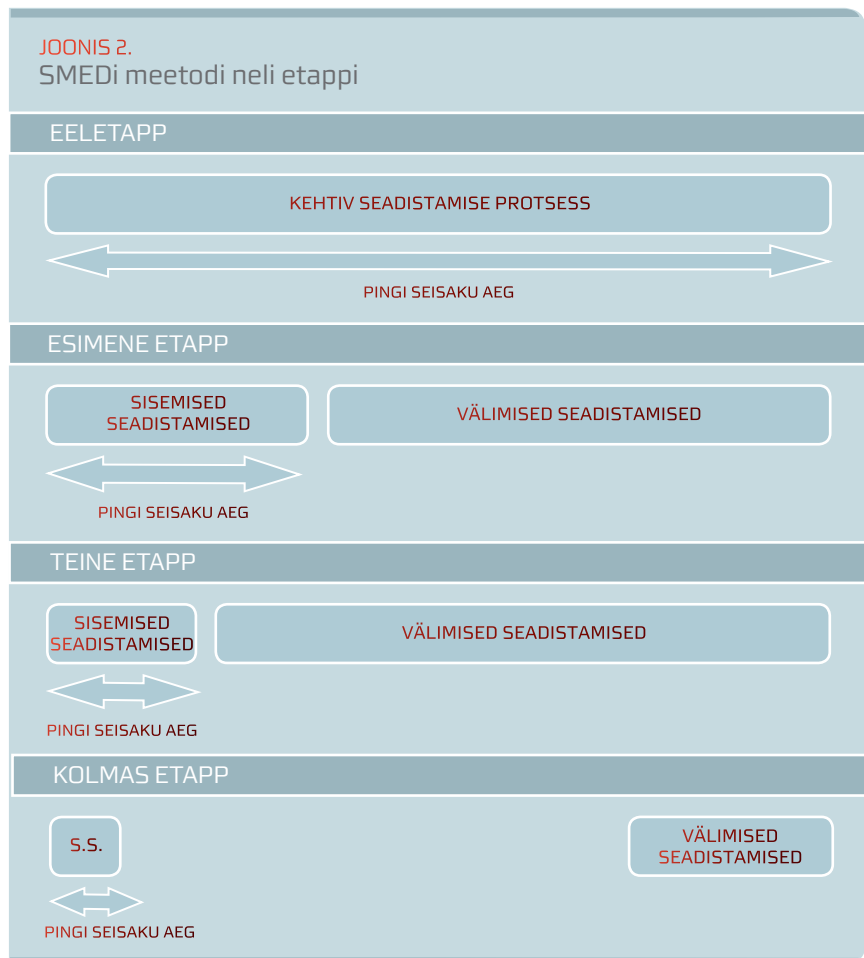 JOONIS 2.
SMEDi meetodi neli etappi
EELETAPP
KEHTIV SEADISTAMISE PROTSESS
PINGI SEISAKU AEG
ESIMENE ETAPP
SISEMISED
SEADISTAMISED
VÄLIMISED SEADISTAMISED
PINGI SEISAKU AEG
TEINE ETAPP
SISEMISED
SEADISTAMISED
VÄLIMISED SEADISTAMISED
PINGI SEISAKU AEG
KOLMAS ETAPP
S.S.
VÄLIMISED
SEADISTAMISED
PINGI SEISAKU AEG